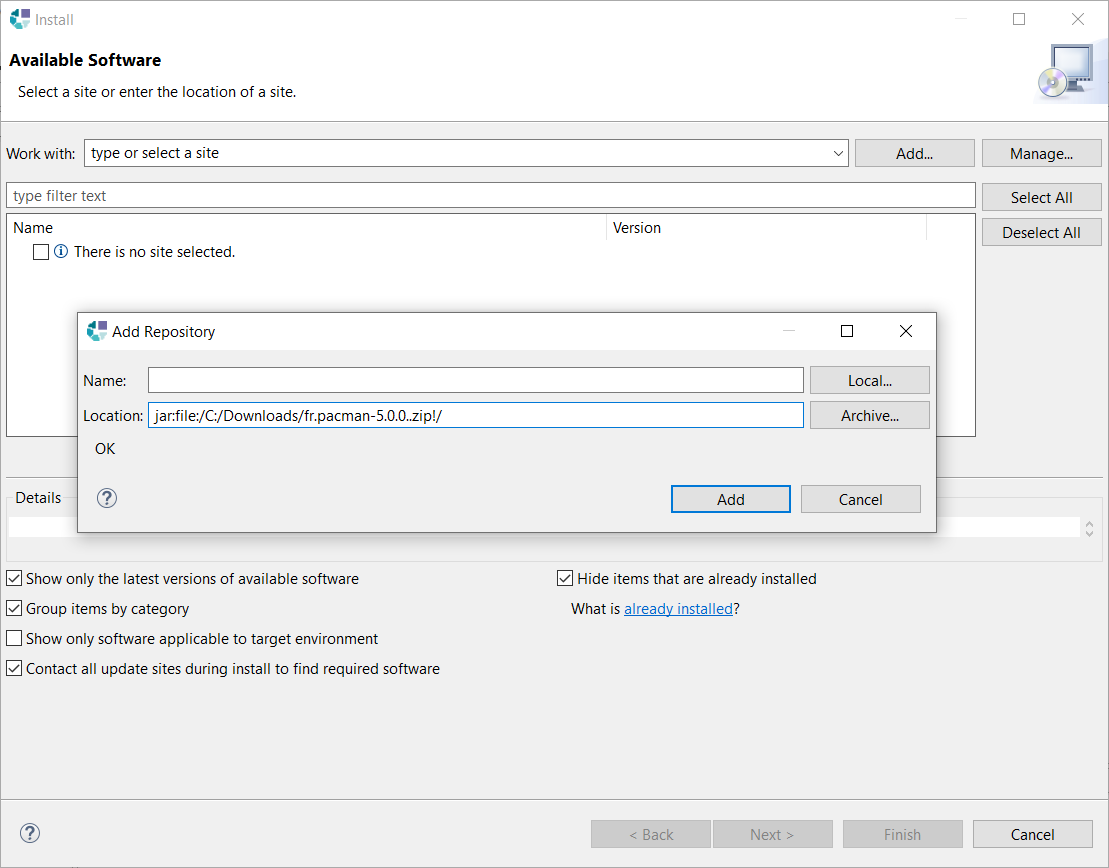 Install
Available Software
Select a site or enter the location of a site.
Work with: type or select a site Add... Manage...
type filter text Select All
Name Version Deselect All
There is no site selected.
Add Repository
Name: Local...
Location: jar:file:/C:/Downloads/fr.pacman-5.0.0..zip!/ Archive...
OK
Details ? Add Cancel
Show only the latest versions of available software Hide items that are already installed
Group items by category What is already installed?
Show only software applicable to target environment
Contact all update sites during install to find required software
? < Back Next > Finish Cancel